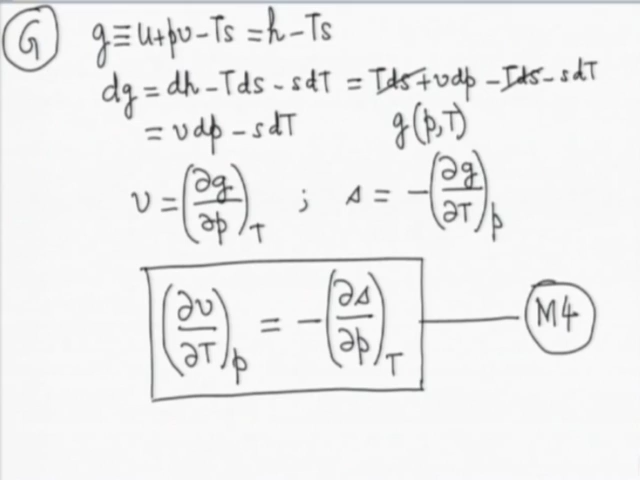 G g ≡ u+pv-Ts = h-Ts
dg = dh - Tds - sdT = Tds + vdp - Tds - sdT
= vdp - sdT g(p,T)
v = (∂g/∂p)_T ; s = -(∂g/∂T)_p
(∂v/∂T)_p = -(∂s/∂p)_T M4